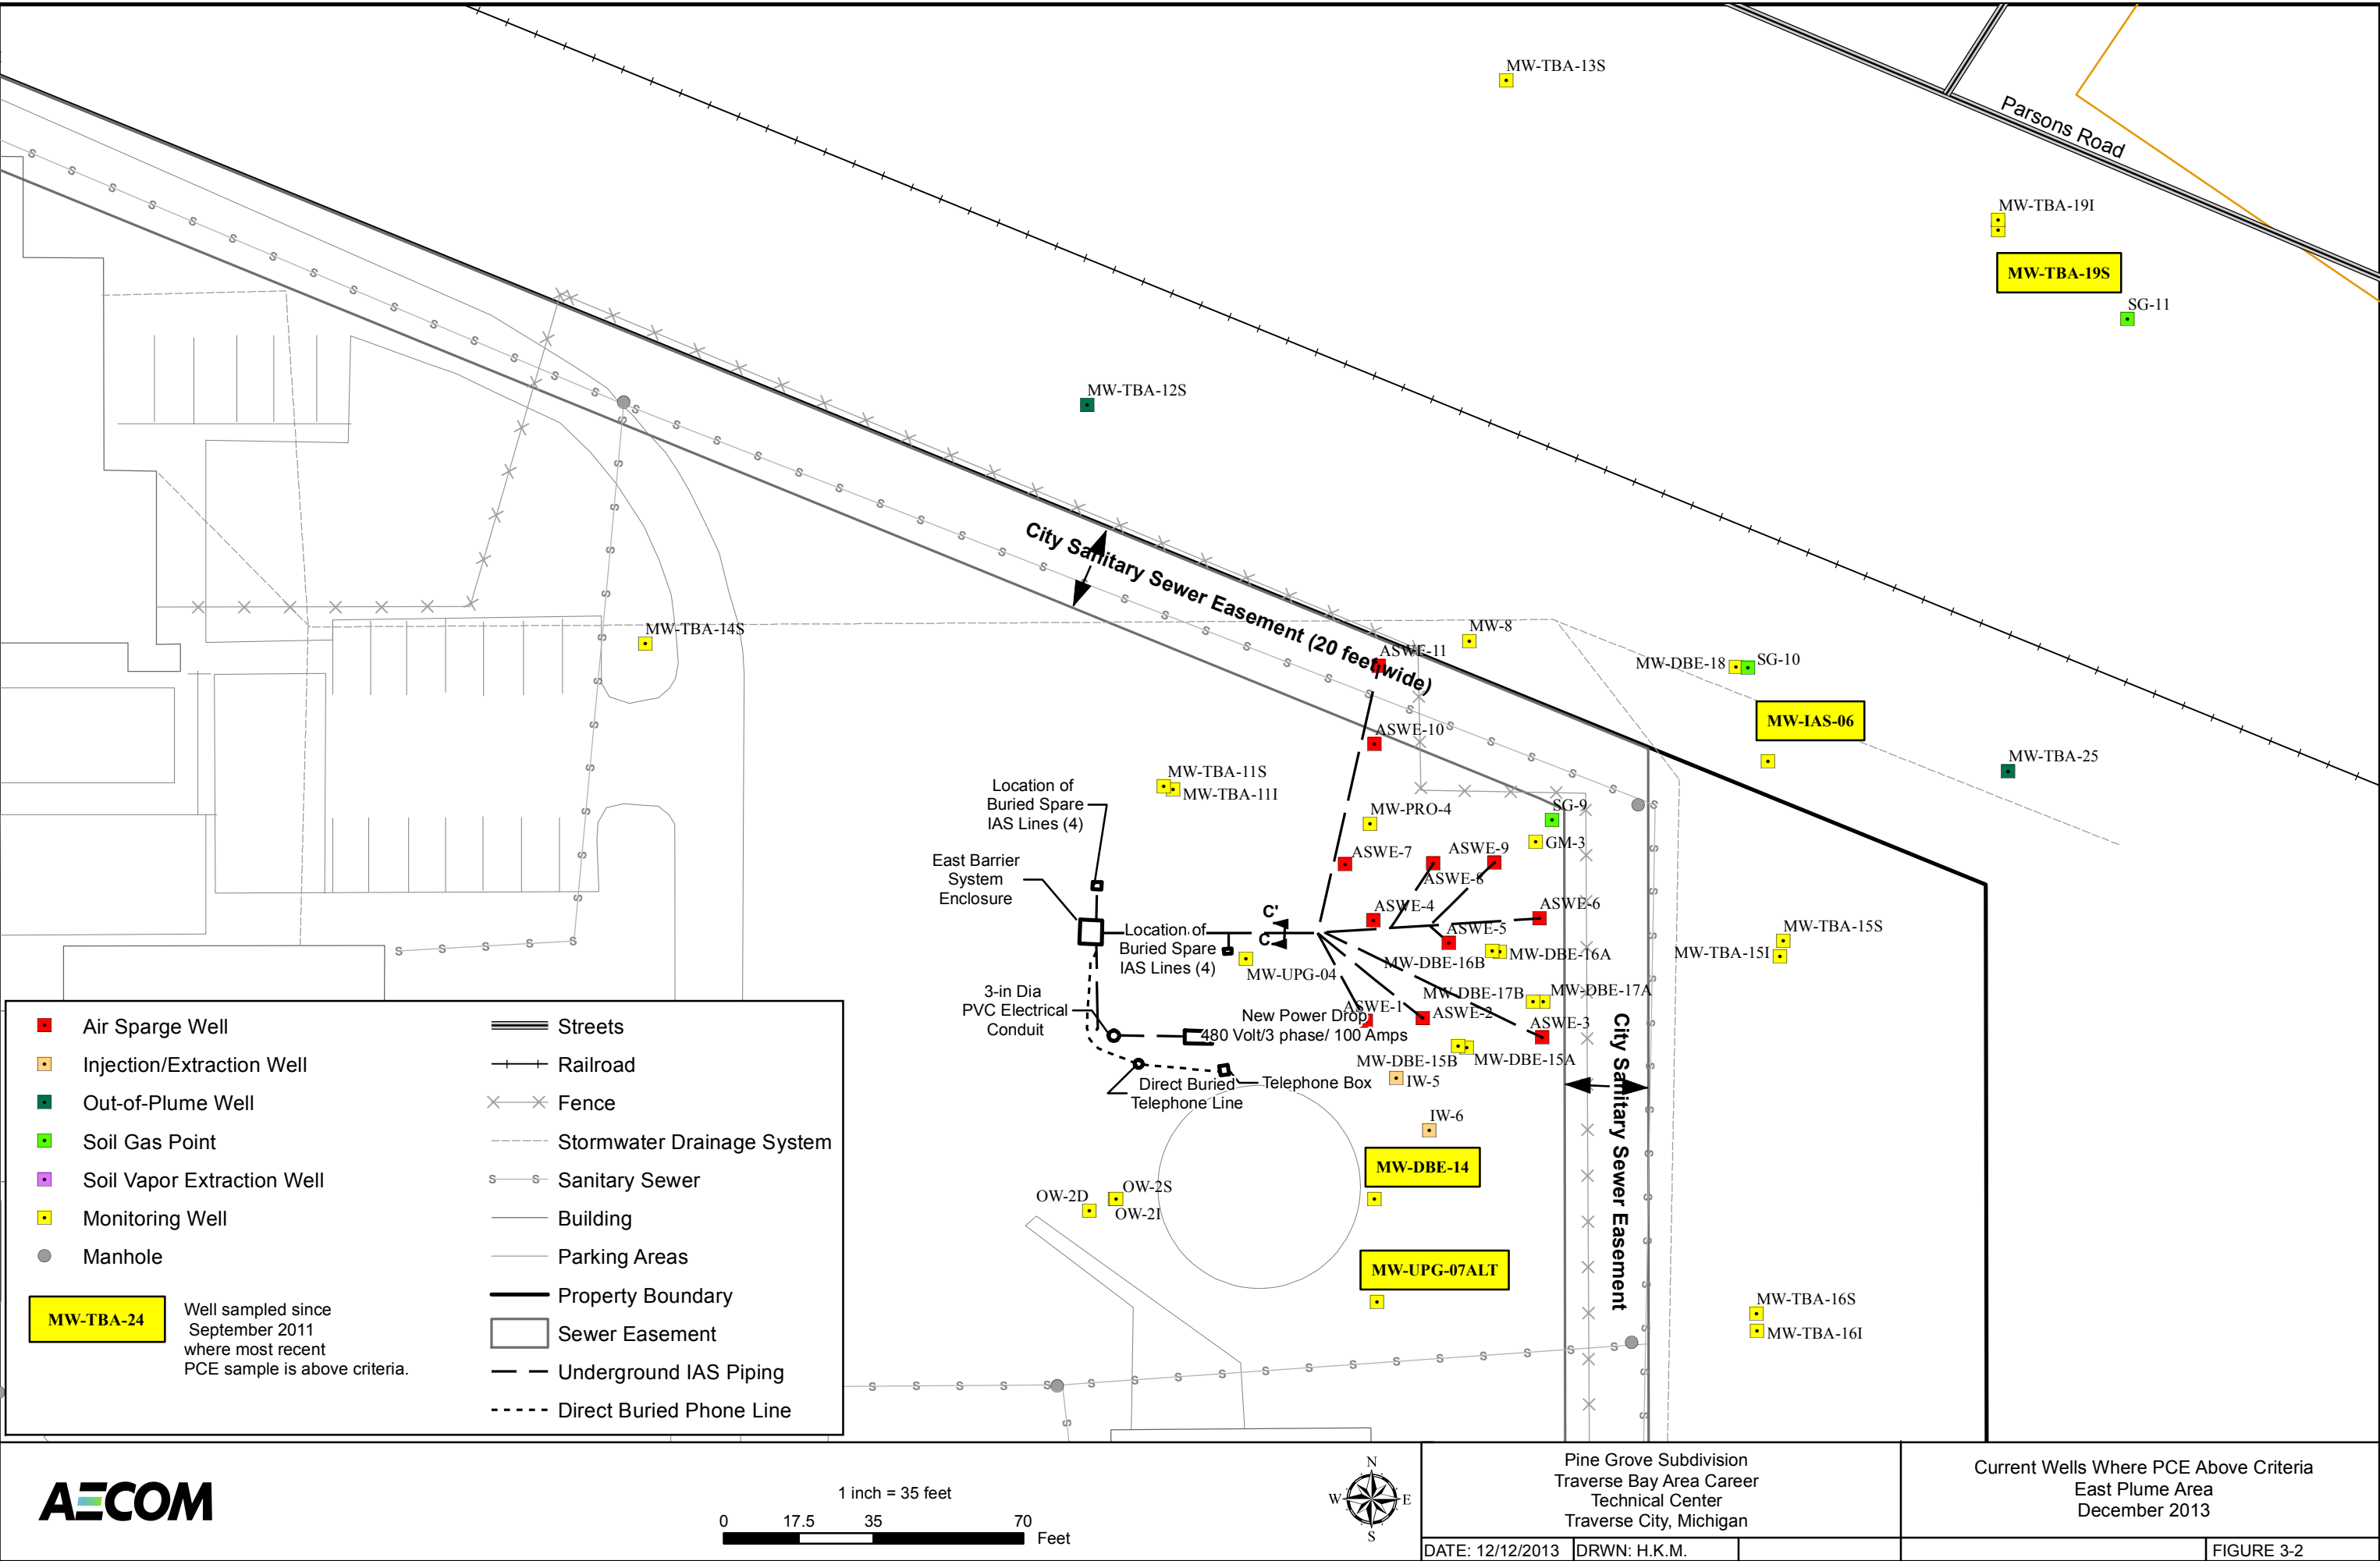 MW-TBA-13S
Parsons Road
MW-TBA-19I
MW-TBA-19S
SG-11
MW-TBA-12S
City Sanitary Sewer Easement (20 feet wide)
MW-TBA-14S
MW-8
ASWE-11
MW-DBE-18
SG-10
MW-IAS-06
ASWE-10
MW-TBA-25
MW-TBA-11S
MW-TBA-11I
Location of
Buried Spare
IAS Lines (4)
MW-PRO-4
SG-9
GM-3
ASWE-7
ASWE-9
ASWE-8
East Barrier
System
Enclosure
ASWE-4
ASWE-6
C'
C
ASWE-5
Location of
Buried Spare
IAS Lines (4)
MW-UPG-04
MW-DBE-16B
MW-DBE-16A
MW-TBA-15S
MW-TBA-15I
3-in Dia
PVC Electrical
Conduit
MW-DBE-17B
MW-DBE-17A
ASWE-1
ASWE-2
ASWE-3
New Power Drop
480 Volt/3 phase/ 100 Amps
MW-DBE-15B
MW-DBE-15A
IW-5
Direct Buried
Telephone Line
Telephone Box
IW-6
City Sanitary Sewer Easement
MW-DBE-14
OW-2D
OW-2S
OW-2I
MW-UPG-07ALT
MW-TBA-16S
MW-TBA-16I
Air Sparge Well
Injection/Extraction Well
Out-of-Plume Well
Soil Gas Point
Soil Vapor Extraction Well
Monitoring Well
Manhole
MW-TBA-24
Well sampled since
September 2011
where most recent
PCE sample is above criteria.
Streets
Railroad
Fence
Stormwater Drainage System
Sanitary Sewer
Building
Parking Areas
Property Boundary
Sewer Easement
Underground IAS Piping
Direct Buried Phone Line
AECOM
1 inch = 35 feet
0 17.5 35 70
Feet
N
W E
S
Pine Grove Subdivision
Traverse Bay Area Career
Technical Center
Traverse City, Michigan
Current Wells Where PCE Above Criteria
East Plume Area
December 2013
DATE: 12/12/2013 DRWN: H.K.M. FIGURE 3-2